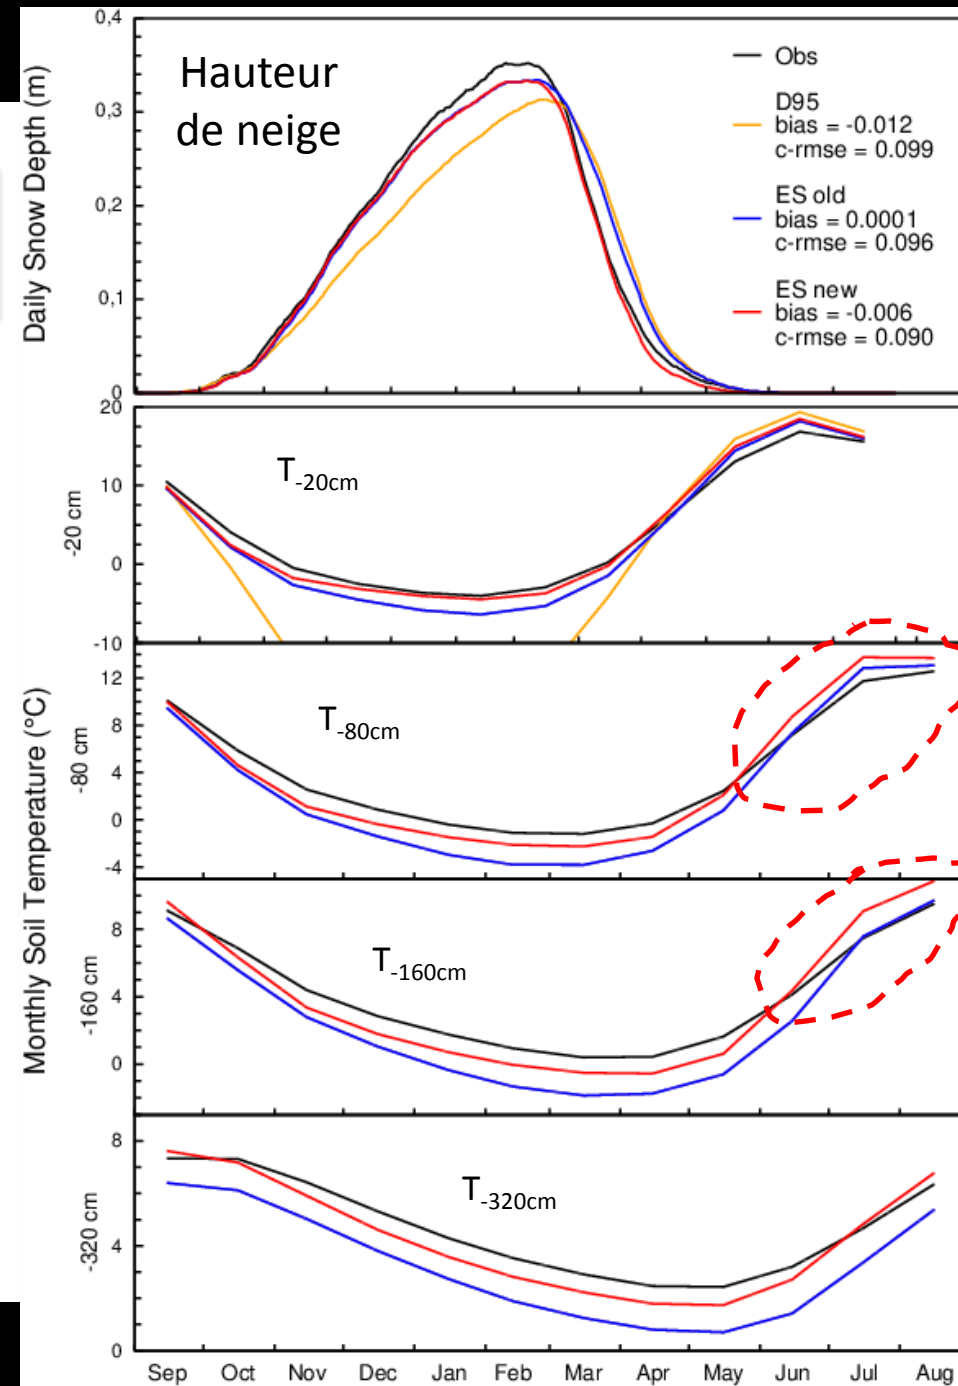 Hauteur
de neige
Daily Snow Depth (m)
0,4
0,3
0,2
0,1
0
Obs
D95
bias = -0.012
c-rmse = 0.099
ES old
bias = 0.0001
c-rmse = 0.096
ES new
bias = -0.006
c-rmse = 0.090
Monthly Soil Temperature (°C)
-20 cm
20
10
0
-10
T-20cm
-80 cm
12
8
4
0
-4
T-80cm
-160 cm
8
4
0
T-160cm
-320 cm
8
4
0
T-320cm
Sep Oct Nov Dec Jan Feb Mar Apr May Jun Jul Aug